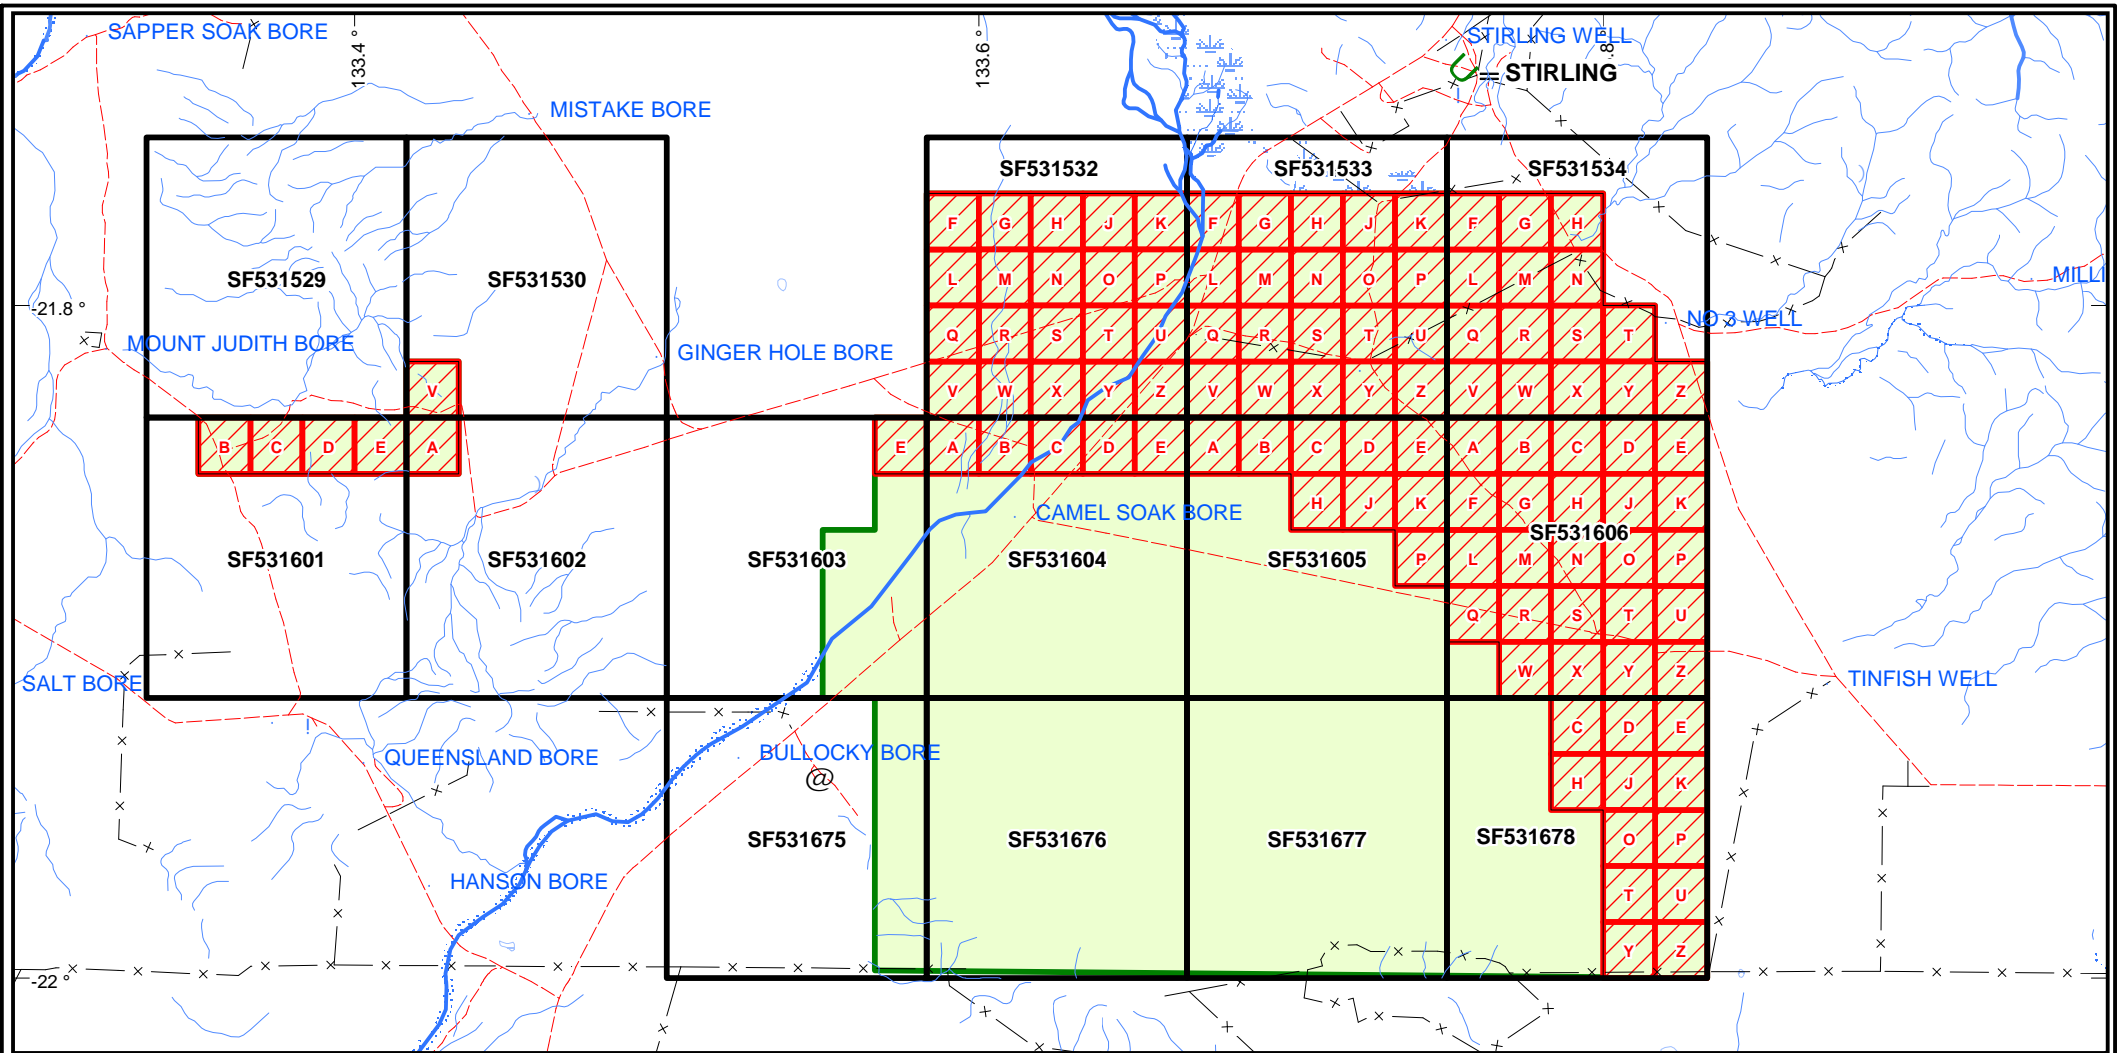 SAPPER SOAK BORE
133.4 °
133.6 °
.8 °
STIRLING WELL
= STIRLING
MISTAKE BORE
SF531532
SF531533
SF531534
F G H J K F G H J K F G H
SF531529
SF531530
L M N O P L M N O P L M N
MILLI
-21.8 °
NO 3 WELL
MOUNT JUDITH BORE
GINGER HOLE BORE
Q R S T U Q R S T U Q R S T
V
V W X Y Z V W X Y Z V W X Y Z
B C D E A
E A B C D E A B C D E A B C D E
CAMEL SOAK BORE
H J K F G H J K
SF531606
SF531601
SF531602
SF531603
SF531604
SF531605
P L M N O P
Q R S T U
W X Y Z
SALT BORE
TINFISH WELL
C D E
QUEENSLAND BORE
BULLOCKY BORE
@
H J K
SF531675
SF531676
SF531677
SF531678
O P
HANSON BORE
T U
Y Z
-22 °